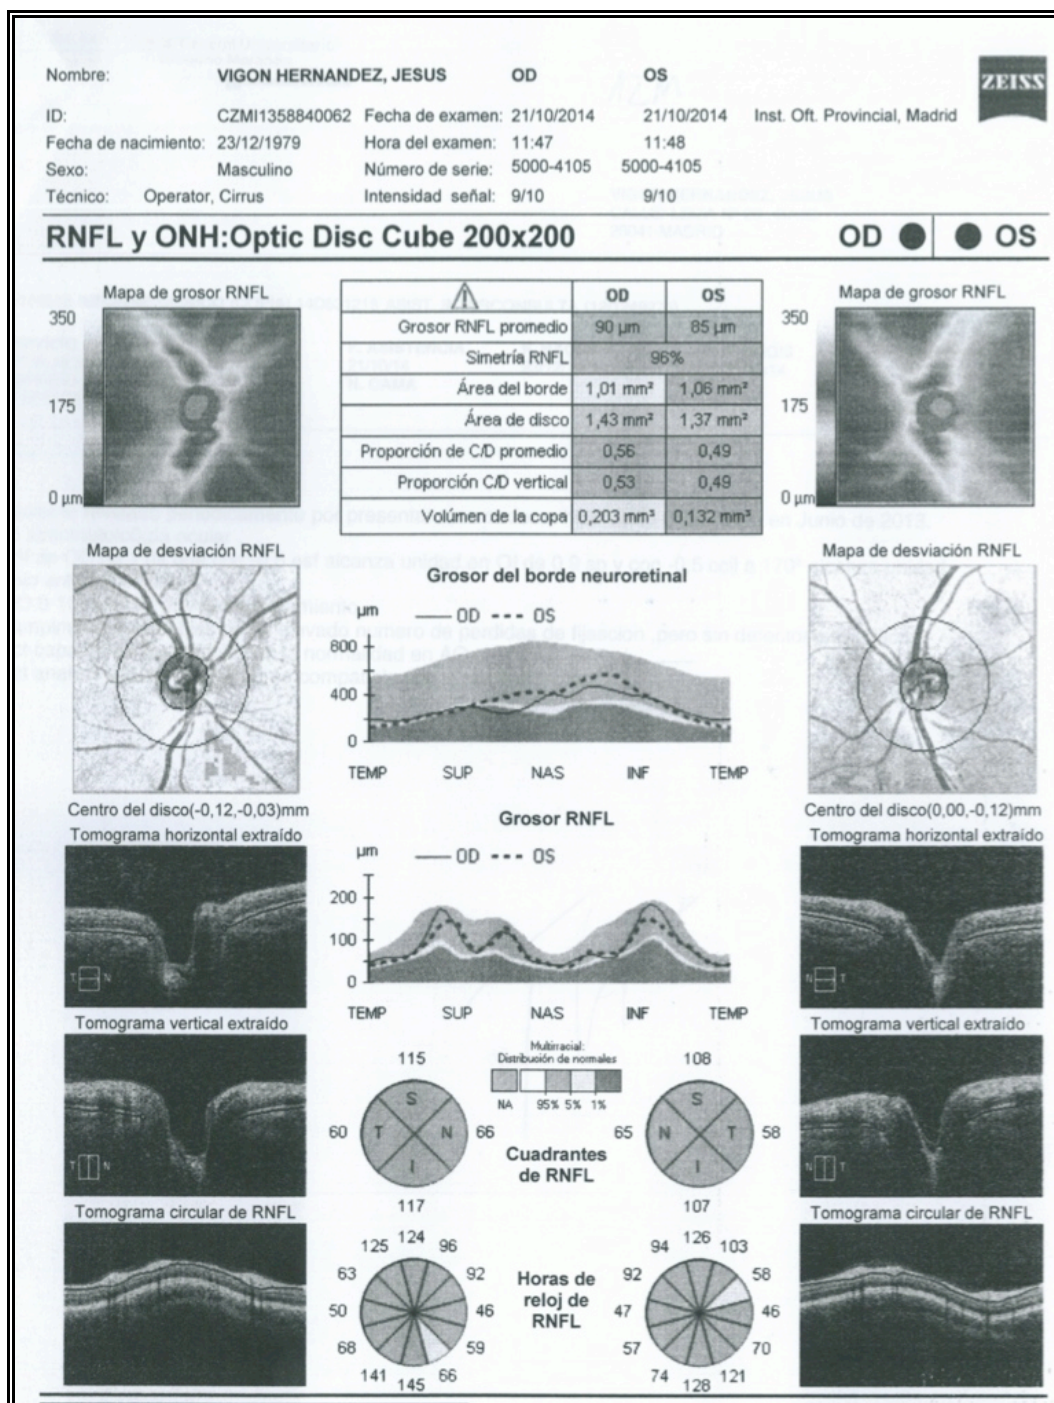 Nombre: VIGON HERNANDEZ, JESUS OD OS
ZEISS
ID: CZMI1358840062 Fecha de examen: 21/10/2014 21/10/2014 Inst. Oft. Provincial, Madrid
Fecha de nacimiento: 23/12/1979 Hora del examen: 11:47 11:48
Sexo: Masculino Número de serie: 5000-4105 5000-4105
Técnico: Operator, Cirrus Intensidad señal: 9/10 9/10
RNFL y ONH:Optic Disc Cube 200x200 OD OS
Mapa de grosor RNFL
350
175
0 µm
OD OS
Grosor RNFL promedio 90 µm 85 µm
Simetría RNFL 96%
Área del borde 1,01 mm² 1,06 mm²
Área de disco 1,43 mm² 1,37 mm²
Proporción de C/D promedio 0,56 0,49
Proporción C/D vertical 0,53 0,49
Volúmen de la copa 0,203 mm³ 0,132 mm³
Mapa de grosor RNFL
350
175
0 µm
Mapa de desviación RNFL
Centro del disco(-0,12,-0,03)mm
Grosor del borde neuroretinal
µm OD OS
800
400
0
TEMP SUP NAS INF TEMP
Mapa de desviación RNFL
Centro del disco(0,00,-0,12)mm
Tomograma horizontal extraído
T N
Grosor RNFL
µm OD OS
200
100
0
TEMP SUP NAS INF TEMP
Tomograma horizontal extraído
N T
Tomograma vertical extraído
T N
Multirracial:
Distribución de normales
NA 95% 5% 1%
115
60 S T N I 66
117
Cuadrantes
de RNFL
108
65 S N T I 58
107
Tomograma vertical extraído
N T
Tomograma circular de RNFL
125 124 96
63 92
50 46
68 59
141 145 66
Horas de
reloj de
RNFL
94 126 103
92 58
47 46
57 70
74 128 121
Tomograma circular de RNFL